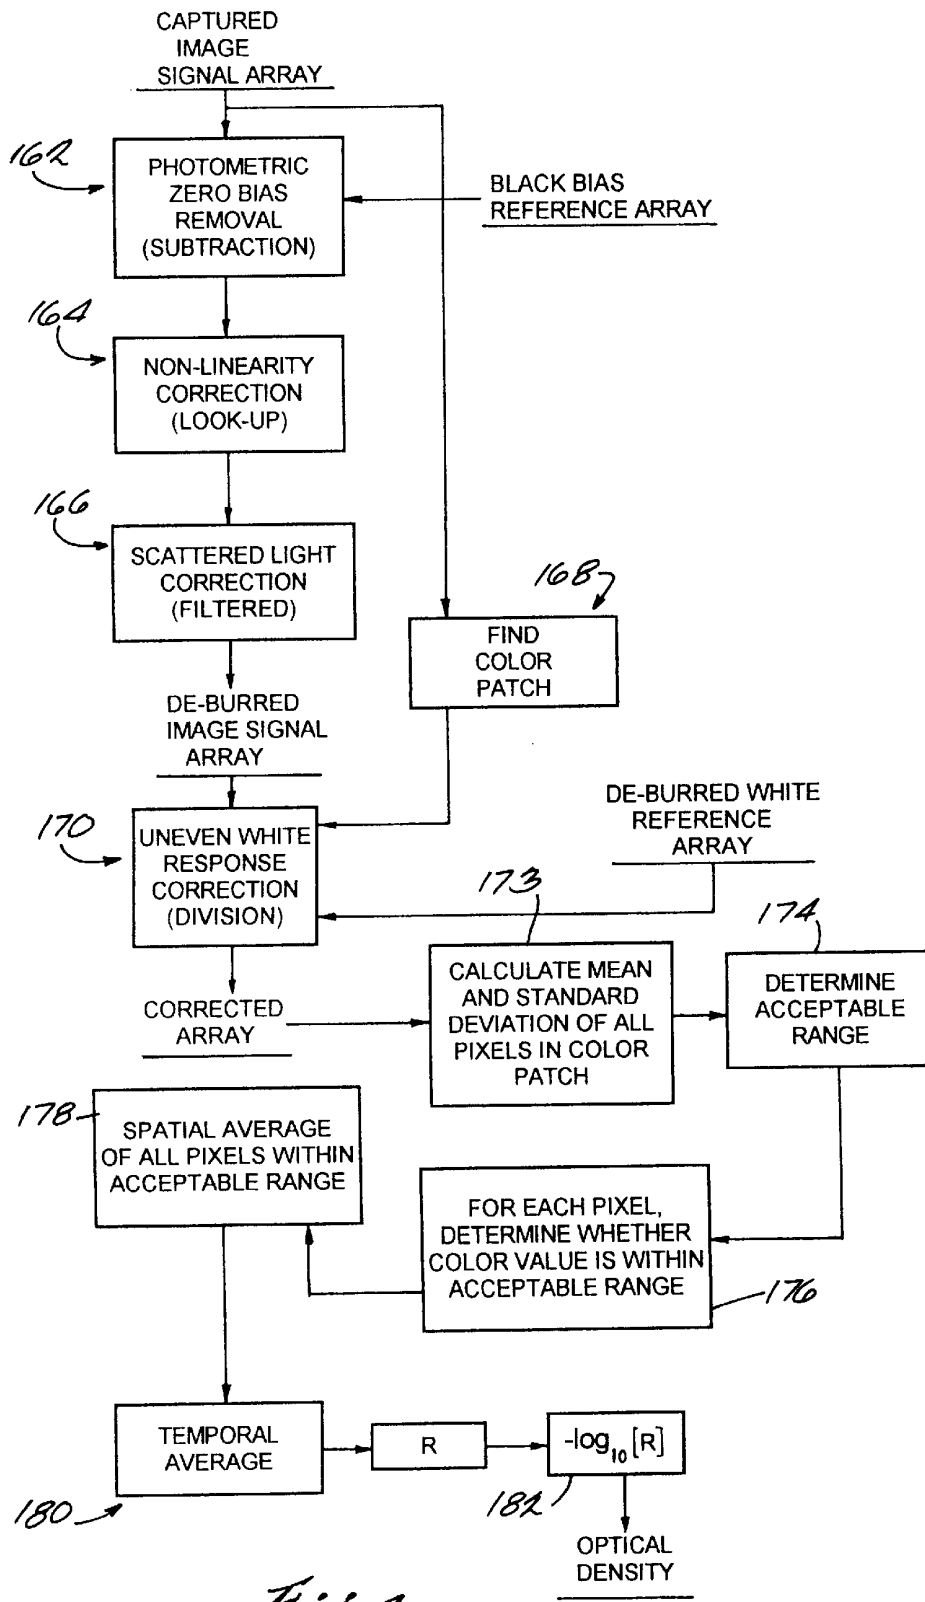 CAPTURED
IMAGE
SIGNAL ARRAY
162
PHOTOMETRIC
ZERO BIAS
REMOVAL
(SUBTRACTION)
BLACK BIAS
REFERENCE ARRAY
164
NON-LINEARITY
CORRECTION
(LOOK-UP)
166
SCATTERED LIGHT
CORRECTION
(FILTERED)
168
FIND
COLOR
PATCH
DE-BURRED
IMAGE SIGNAL
ARRAY
170
UNEVEN WHITE
RESPONSE
CORRECTION
(DIVISION)
DE-BURRED WHITE
REFERENCE
ARRAY
CORRECTED
ARRAY
173
CALCULATE MEAN
AND STANDARD
DEVIATION OF ALL
PIXELS IN COLOR
PATCH
174
DETERMINE
ACCEPTABLE
RANGE
178
SPATIAL AVERAGE
OF ALL PIXELS WITHIN
ACCEPTABLE RANGE
FOR EACH PIXEL,
DETERMINE WHETHER
COLOR VALUE IS WITHIN
ACCEPTABLE RANGE
176
TEMPORAL
AVERAGE
180
R
-log₁₀[R]
182
OPTICAL
DENSITY